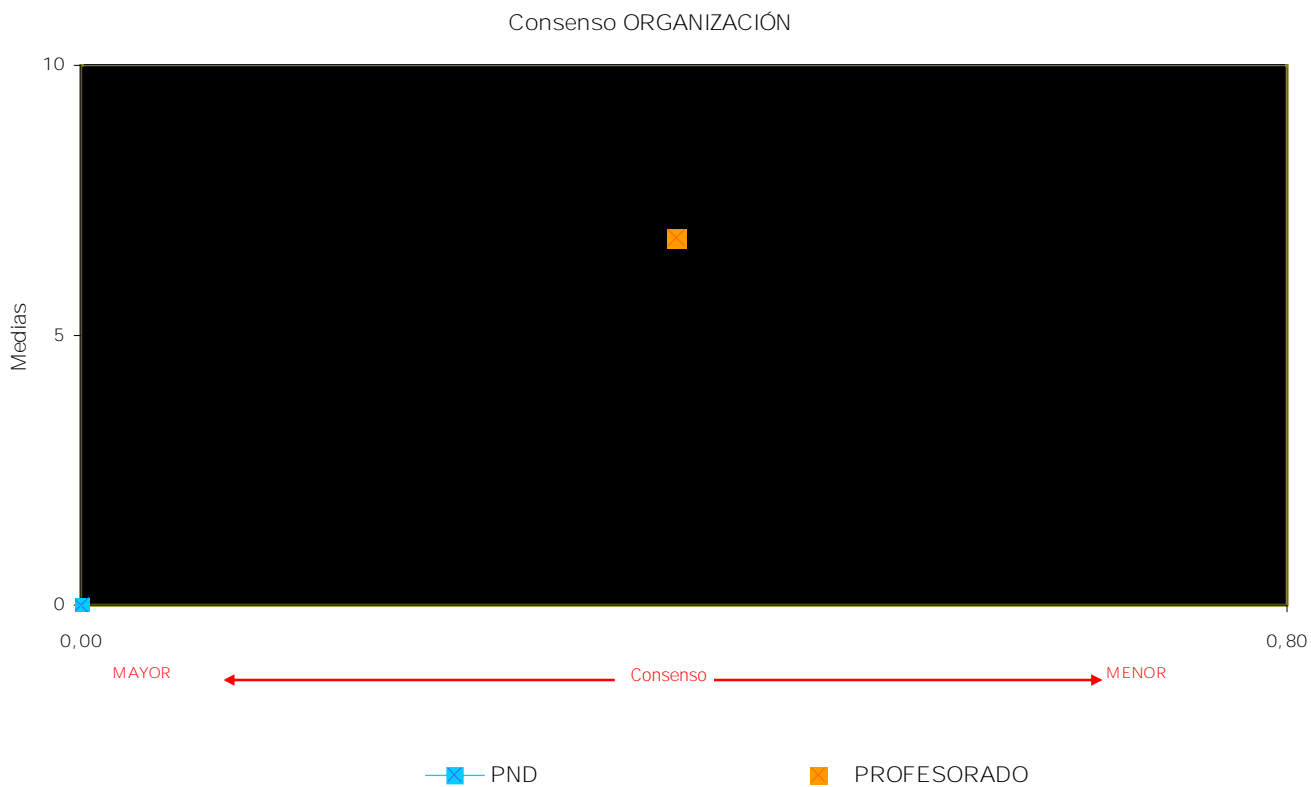 Consenso ORGANIZACIÓN
10
Medias
5
0
0,00
0,80
MAYOR
Consenso
MENOR
PND
PROFESORADO